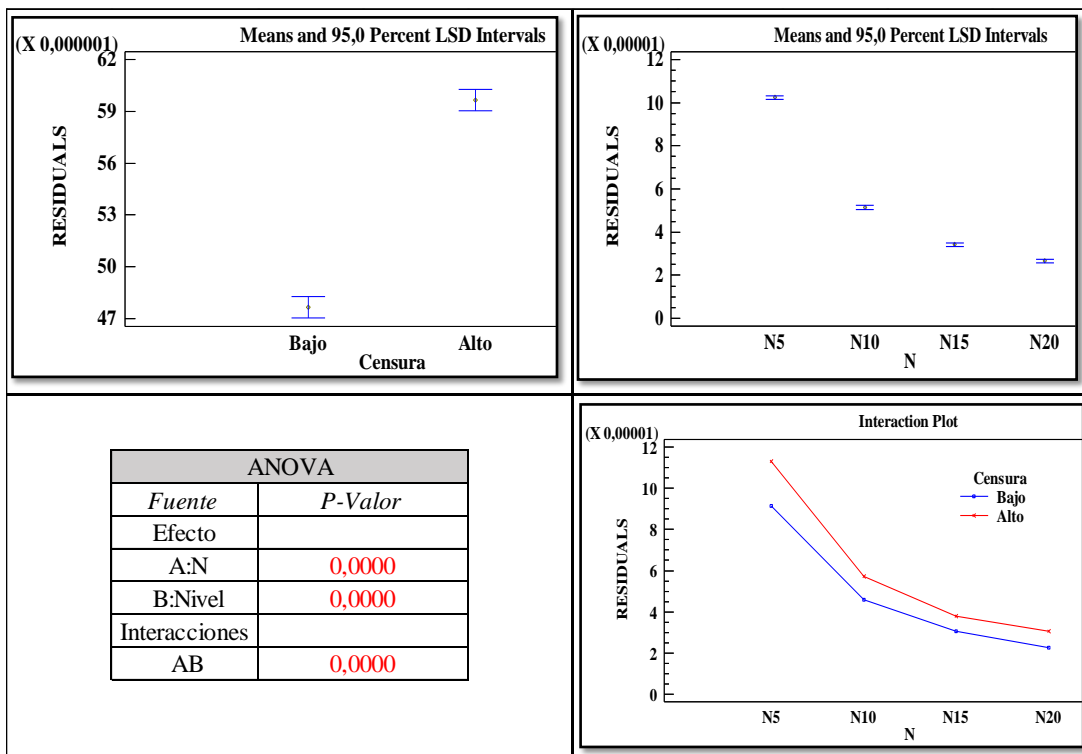 Means and 95,0 Percent LSD Intervals
(X 0,000001)
62
59
56
53
50
47
RESIDUALS
Bajo
Alto
Censura
Means and 95,0 Percent LSD Intervals
(X 0,00001)
12
10
8
6
4
2
0
RESIDUALS
N5
N10
N15
N20
N
ANOVA
Fuente P-Valor
Efecto
A:N 0,0000
B:Nivel 0,0000
Interacciones
AB 0,0000
Interaction Plot
(X 0,00001)
12
10
8
6
4
2
0
RESIDUALS
Censura
Bajo
Alto
N5
N10
N15
N20
N